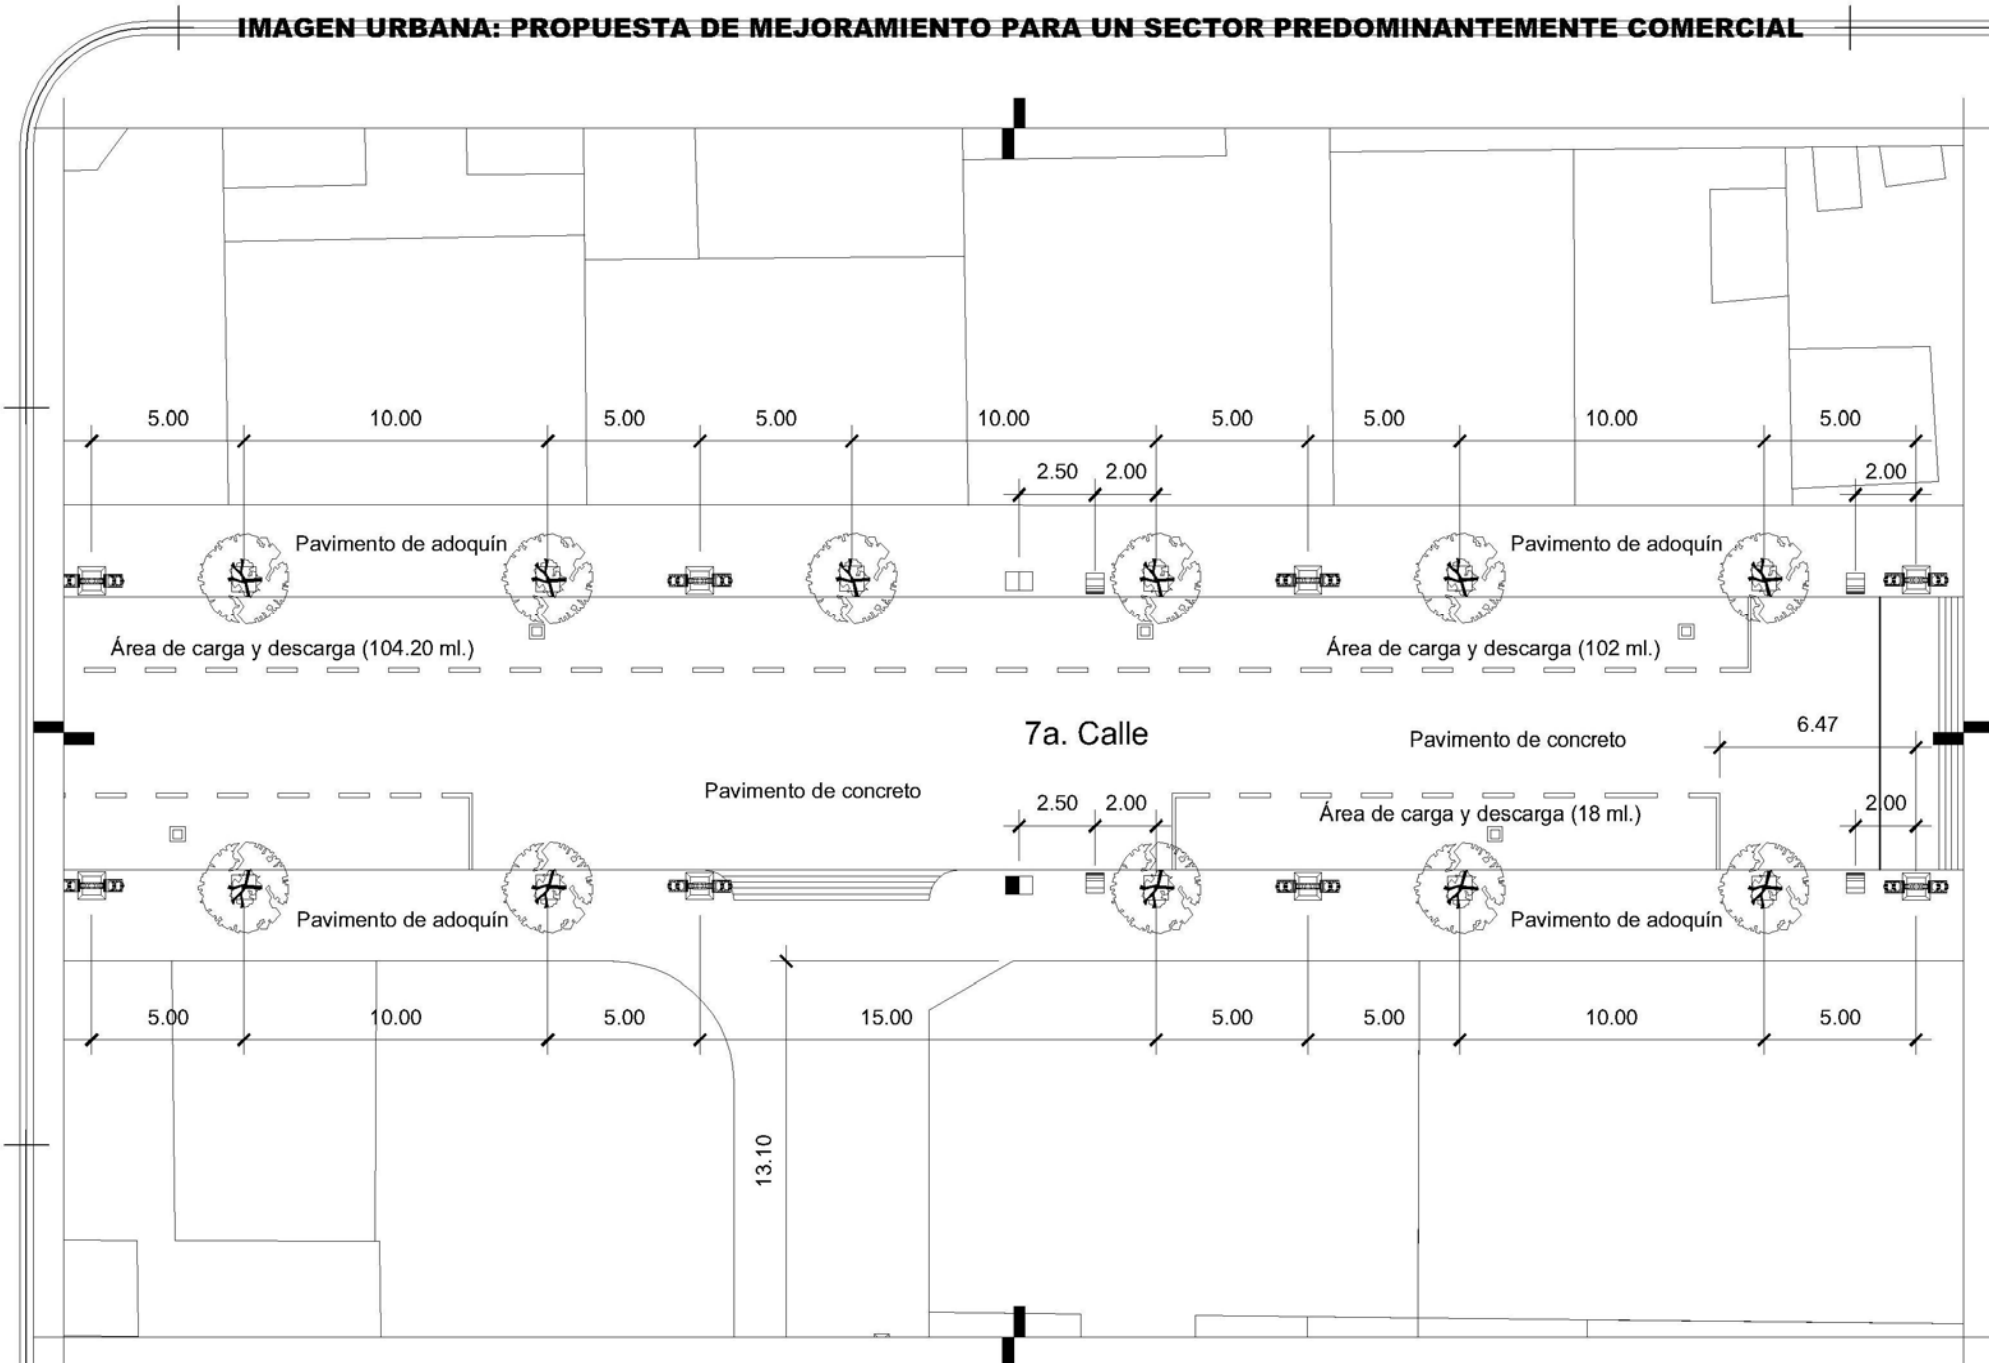 IMAGEN URBANA: PROPUESTA DE MEJORAMIENTO PARA UN SECTOR PREDOMINANTEMENTE COMERCIAL
5.00 10.00 5.00 5.00 10.00 5.00 5.00 10.00 5.00
2.50 2.00 2.00
Pavimento de adoquín Pavimento de adoquín
Área de carga y descarga (104.20 ml.) Área de carga y descarga (102 ml.)
7a. Calle
Pavimento de concreto
6.47
Pavimento de concreto
2.50 2.00 2.00
Área de carga y descarga (18 ml.)
Pavimento de adoquín Pavimento de adoquín
5.00 10.00 5.00 15.00 5.00 5.00 10.00 5.00
13.10